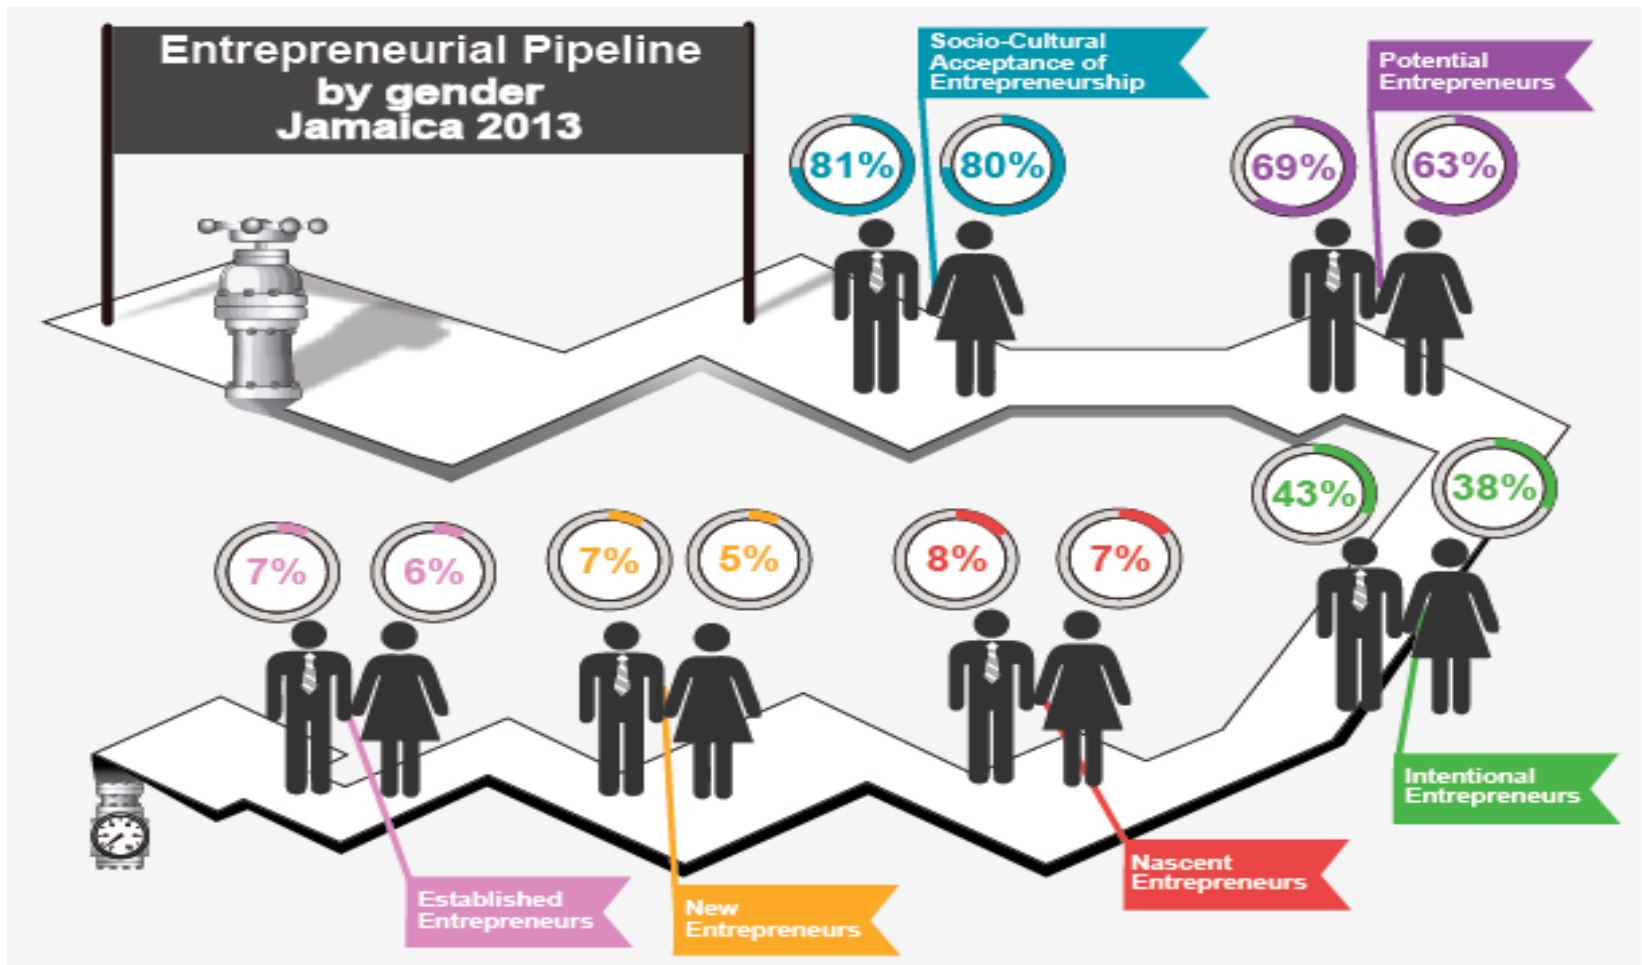 Entrepreneurial Pipeline
by gender
Jamaica 2013
Socio-Cultural
Acceptance of
Entrepreneurship
81%
80%
Potential
Entrepreneurs
69%
63%
43%
38%
Intentional
Entrepreneurs
8%
7%
Nascent
Entrepreneurs
7%
5%
New
Entrepreneurs
7%
6%
Established
Entrepreneurs